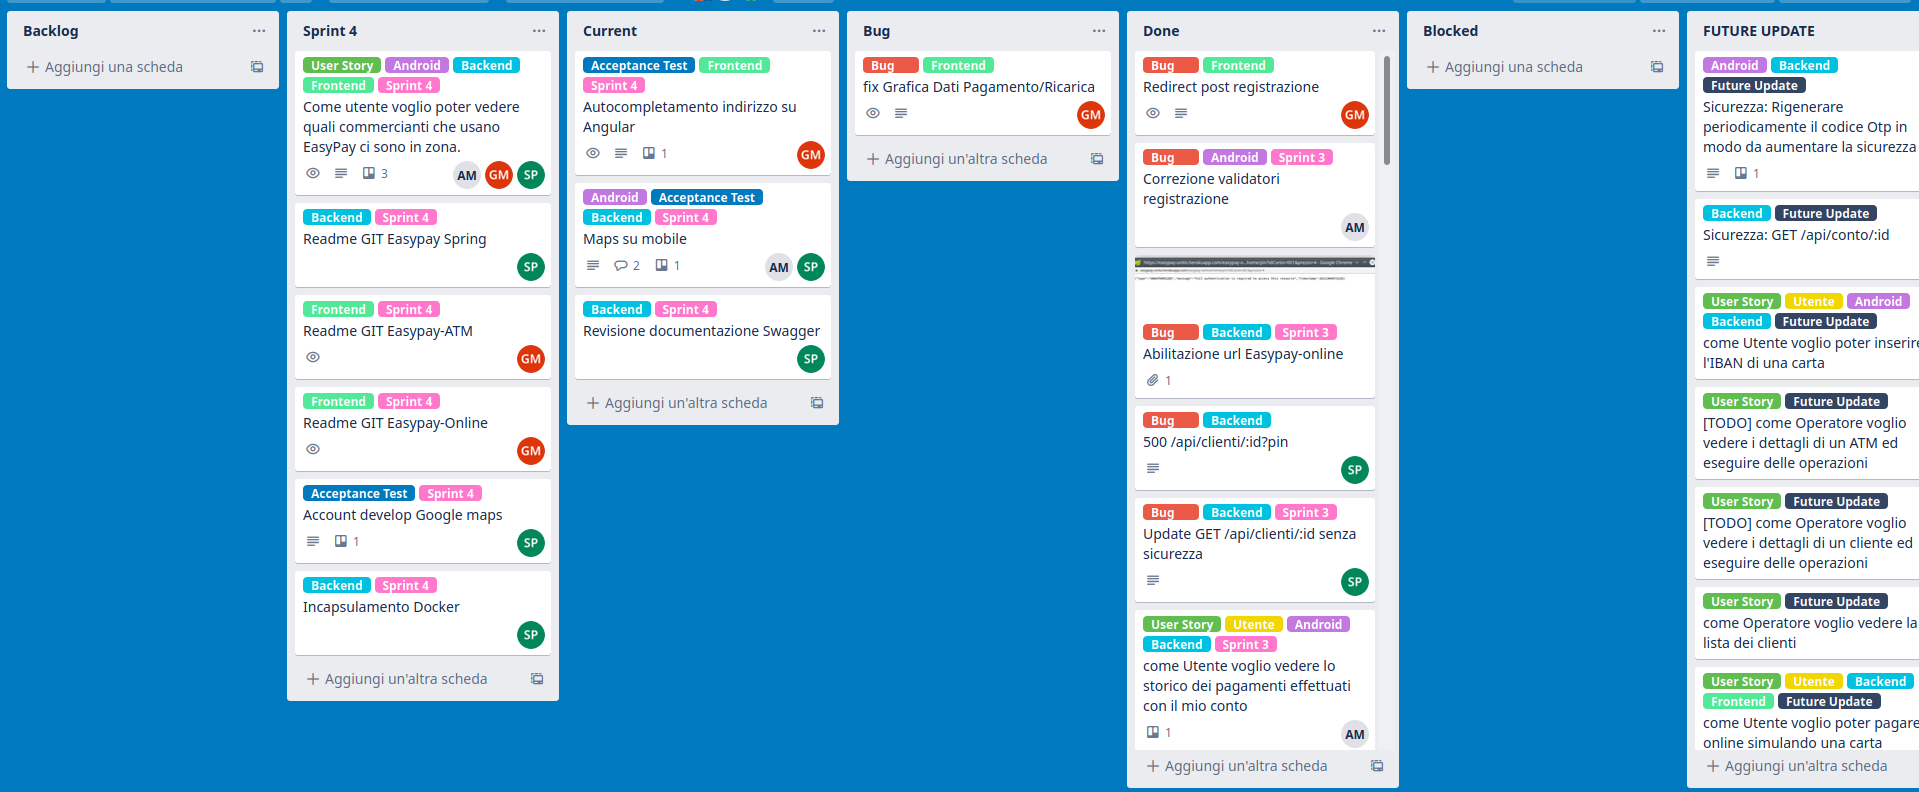 Backlog
Aggiungi una scheda
Sprint 4
User Story Android Backend
Frontend Sprint 4
Come utente voglio poter vedere
quali commercianti che usano
EasyPay ci sono in zona.
3 AM GM SP
Backend Sprint 4
Readme GIT Easypay Spring
SP
Frontend Sprint 4
Readme GIT Easypay-ATM
GM
Frontend Sprint 4
Readme GIT Easypay-Online
GM
Acceptance Test Sprint 4
Account develop Google maps
1 SP
Backend Sprint 4
Incapsulamento Docker
SP
Aggiungi un'altra scheda
Current
Acceptance Test Frontend
Sprint 4
Autocompletamento indirizzo su
Angular
1 GM
Android Acceptance Test
Backend Sprint 4
Maps su mobile
2 1 AM SP
Backend Sprint 4
Revisione documentazione Swagger
SP
Aggiungi un'altra scheda
Bug
Bug Frontend
fix Grafica Dati Pagamento/Ricarica
GM
Aggiungi un'altra scheda
Done
Bug Frontend
Redirect post registrazione
GM
Bug Android Sprint 3
Correzione validatori
registrazione
AM
Bug Backend Sprint 3
Abilitazione url Easypay-online
1
Bug Backend
500 /api/clienti/:id?pin
SP
Bug Backend Sprint 3
Update GET /api/clienti/:id senza
sicurezza
SP
User Story Utente Android
Backend Sprint 3
come Utente voglio vedere lo
storico dei pagamenti effettuati
con il mio conto
1 AM
Aggiungi un'altra scheda
Blocked
Aggiungi una scheda
FUTURE UPDATE
Android Backend
Future Update
Sicurezza: Rigenerare
periodicamente il codice Otp in
modo da aumentare la sicurezza
1
Backend Future Update
Sicurezza: GET /api/conto/:id
User Story Utente Android
Backend Future Update
come Utente voglio poter inserire
l'IBAN di una carta
User Story Future Update
[TODO] come Operatore voglio
vedere i dettagli di un ATM ed
eseguire delle operazioni
User Story Future Update
[TODO] come Operatore voglio
vedere i dettagli di un cliente ed
eseguire delle operazioni
User Story Future Update
come Operatore voglio vedere la
lista dei clienti
User Story Utente Backend
Frontend Future Update
come Utente voglio poter pagare
online simulando una carta
Aggiungi un'altra scheda